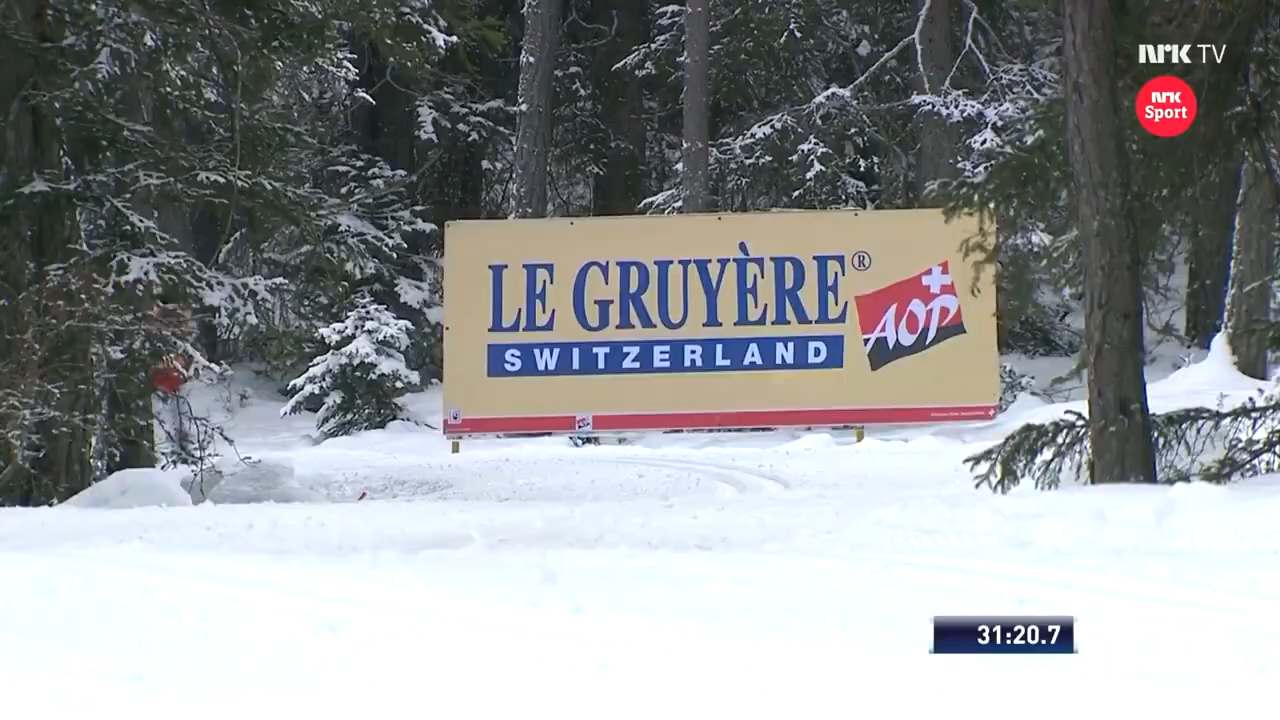 NRK TV
NRK
Sport
LE GRUYÈRE®
SWITZERLAND
AOP
31:20.7